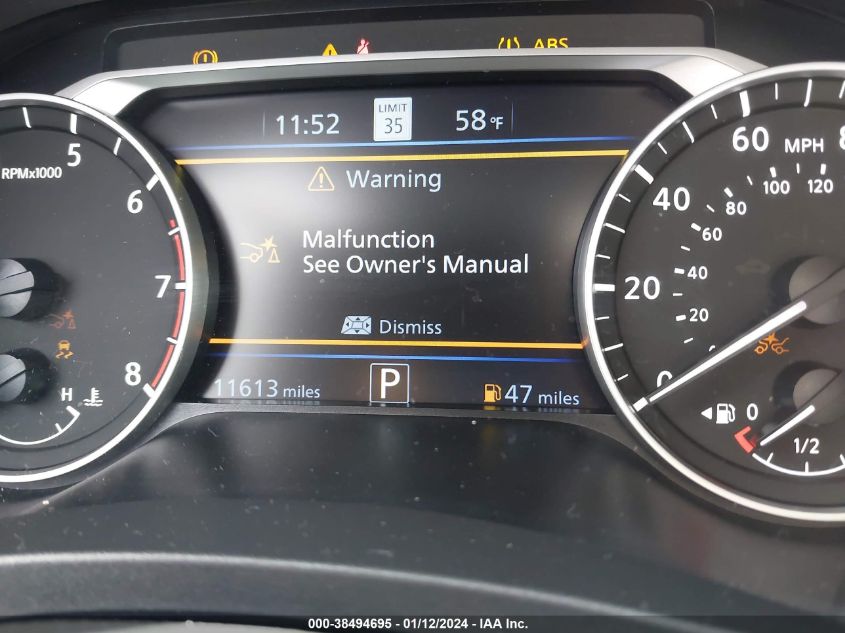 ABS
11:52
LIMIT
35
58 °F
Warning
Malfunction
See Owner's Manual
Dismiss
11613 miles
P
47 miles
RPMx1000
5
6
7
8
H
MPH
0
20
40
60
8
20
40
60
80
100
120
0
1/2
000-38494695 - 01/12/2024 - IAA Inc.